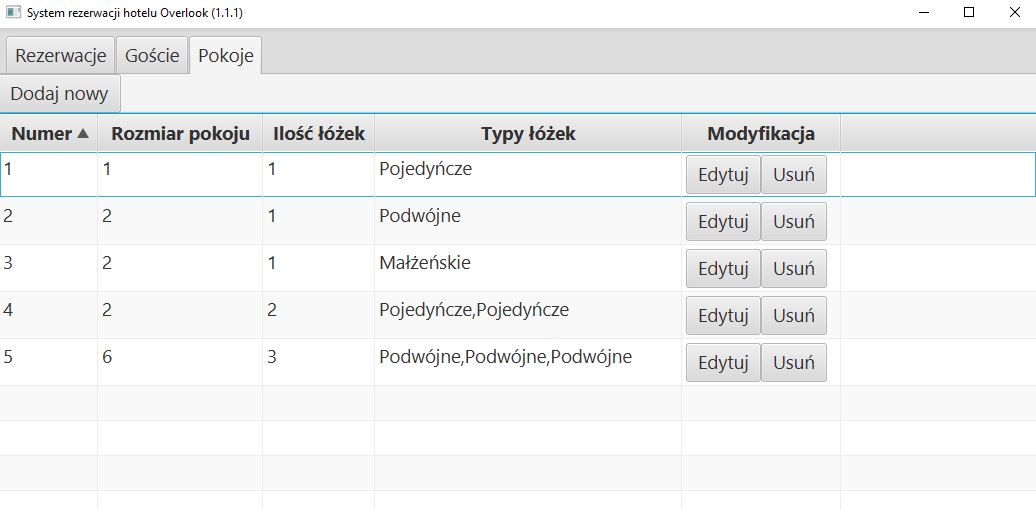 System rezerwacji hotelu Overlook (1.1.1)
Rezerwacje Goście Pokoje
Dodaj nowy
Numer Rozmiar pokoju Ilość łóżek Typy łóżek Modyfikacja
1 1 1 Pojedyńcze Edytuj Usuń
2 2 1 Podwójne Edytuj Usuń
3 2 1 Małżeńskie Edytuj Usuń
4 2 2 Pojedyńcze,Pojedyńcze Edytuj Usuń
5 6 3 Podwójne,Podwójne,Podwójne Edytuj Usuń